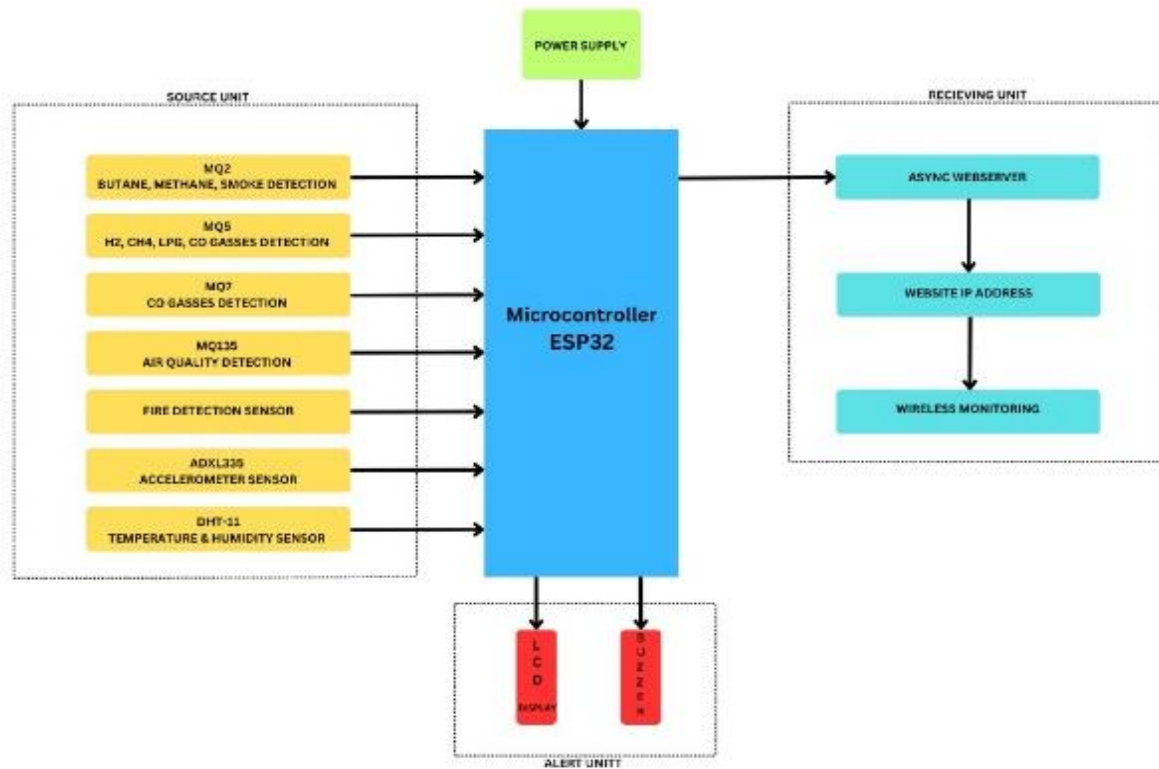 POWER SUPPLY
SOURCE UNIT
RECIEVING UNIT
MQ2
BUTANE, METHANE, SMOKE DETECTION
MQ5
H2, CH4, LPG, CO GASSES DETECTION
MQ7
CO GASSES DETECTION
MQ135
AIR QUALITY DETECTION
FIRE DETECTION SENSOR
ADXL335
ACCELEROMETER SENSOR
DHT-11
TEMPERATURE & HUMIDITY SENSOR
Microcontroller
ESP32
ASYNC WEBSERVER
WEBSITE IP ADDRESS
WIRELESS MONITORING
LCD
DISPLAY
BUZZER
ALERT UNITT